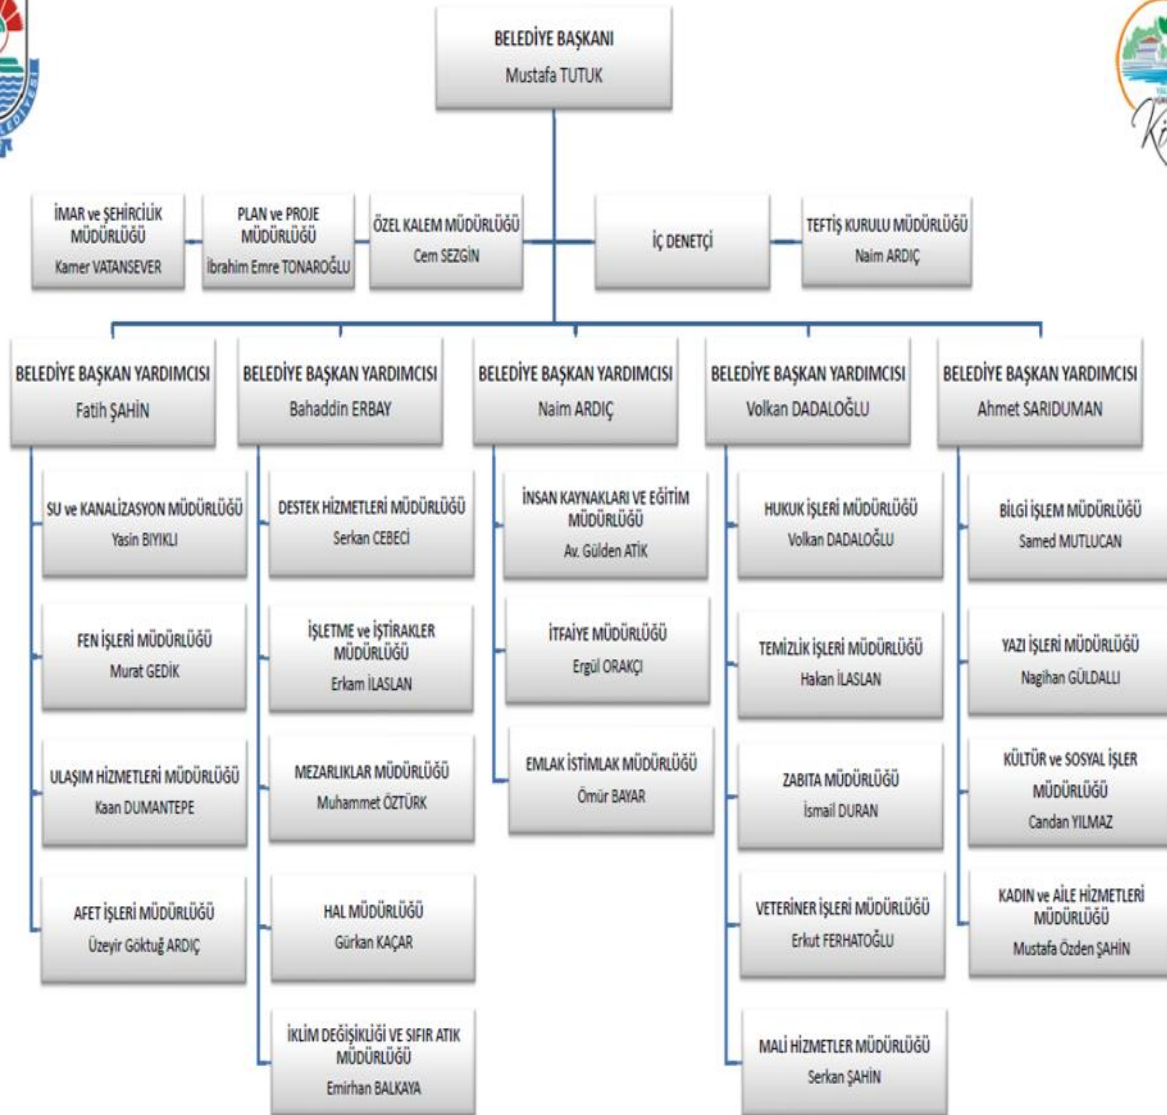 BELEDİYE BAŞKANI
Mustafa TUTUK
İMAR ve ŞEHİRCİLİK
MÜDÜRLÜĞÜ
Kamer VATANSEVER
PLAN ve PROJE
MÜDÜRLÜĞÜ
İbrahim Emre TONAROĞLU
ÖZEL KALEM MÜDÜRLÜĞÜ
Cem SEZGİN
İÇ DENETÇİ
TEFTİŞ KURULU MÜDÜRLÜĞÜ
Naim ARDIÇ
BELEDİYE BAŞKAN YARDIMCISI
Fatih ŞAHİN
SU ve KANALİZASYON MÜDÜRLÜĞÜ
Yasin BIYIKLI
FEN İŞLERİ MÜDÜRLÜĞÜ
Murat GEDİK
ULAŞIM HİZMETLERİ MÜDÜRLÜĞÜ
Kaan DUMANTEPE
AFET İŞLERİ MÜDÜRLÜĞÜ
Üzeyir Göktuğ ARDIÇ
BELEDİYE BAŞKAN YARDIMCISI
Bahaddin ERBAY
DESTEK HİZMETLERİ MÜDÜRLÜĞÜ
Serkan CEBECİ
İŞLETME ve İŞTİRAKLER
MÜDÜRLÜĞÜ
Erkam İLASLAN
MEZARLIKLAR MÜDÜRLÜĞÜ
Muhammet ÖZTÜRK
HAL MÜDÜRLÜĞÜ
Gürkan KAÇAR
İKLİM DEĞİŞİKLİĞİ VE SIFIR ATIK
MÜDÜRLÜĞÜ
Emirhan BALKAYA
BELEDİYE BAŞKAN YARDIMCISI
Naim ARDIÇ
İNSAN KAYNAKLARI VE EĞİTİM
MÜDÜRLÜĞÜ
Av. Gülden ATİK
İTFAİYE MÜDÜRLÜĞÜ
Ergül ORAKÇI
EMLAK İSTİMLAK MÜDÜRLÜĞÜ
Ömür BAYAR
BELEDİYE BAŞKAN YARDIMCISI
Volkan DADALOĞLU
HUKUK İŞLERİ MÜDÜRLÜĞÜ
Volkan DADALOĞLU
TEMİZLİK İŞLERİ MÜDÜRLÜĞÜ
Hakan İLASLAN
ZABITA MÜDÜRLÜĞÜ
İsmail DURAN
VETERİNER İŞLERİ MÜDÜRLÜĞÜ
Erkut FERHATOĞLU
MALİ HİZMETLER MÜDÜRLÜĞÜ
Serkan ŞAHİN
BELEDİYE BAŞKAN YARDIMCISI
Ahmet SARIDUMAN
BİLGİ İŞLEM MÜDÜRLÜĞÜ
Samed MUTLUCAN
YAZI İŞLERİ MÜDÜRLÜĞÜ
Nagihan GÜLDALLI
KÜLTÜR ve SOSYAL İŞLER
MÜDÜRLÜĞÜ
Candan YILMAZ
KADIN ve AİLE HİZMETLERİ
MÜDÜRLÜĞÜ
Mustafa Özden ŞAHİN